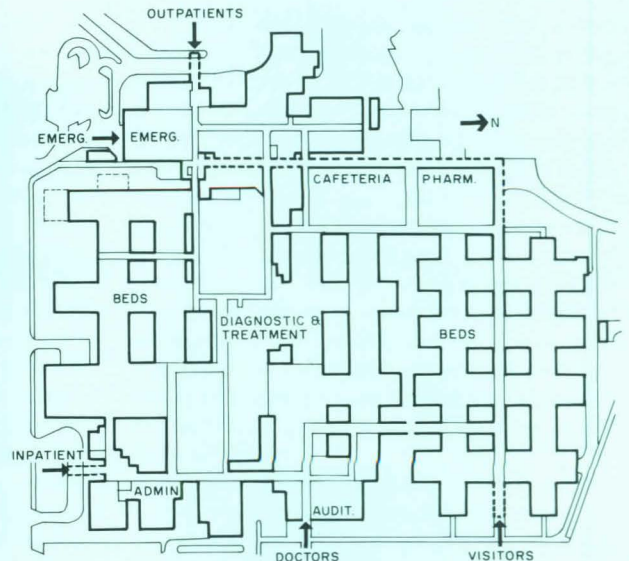 OUTPATIENTS
N
EMERG.
EMERG.
CAFETERIA
PHARM.
BEDS
DIAGNOSTIC &
TREATMENT
BEDS
INPATIENT
ADMIN
AUDIT.
DOCTORS
VISITORS